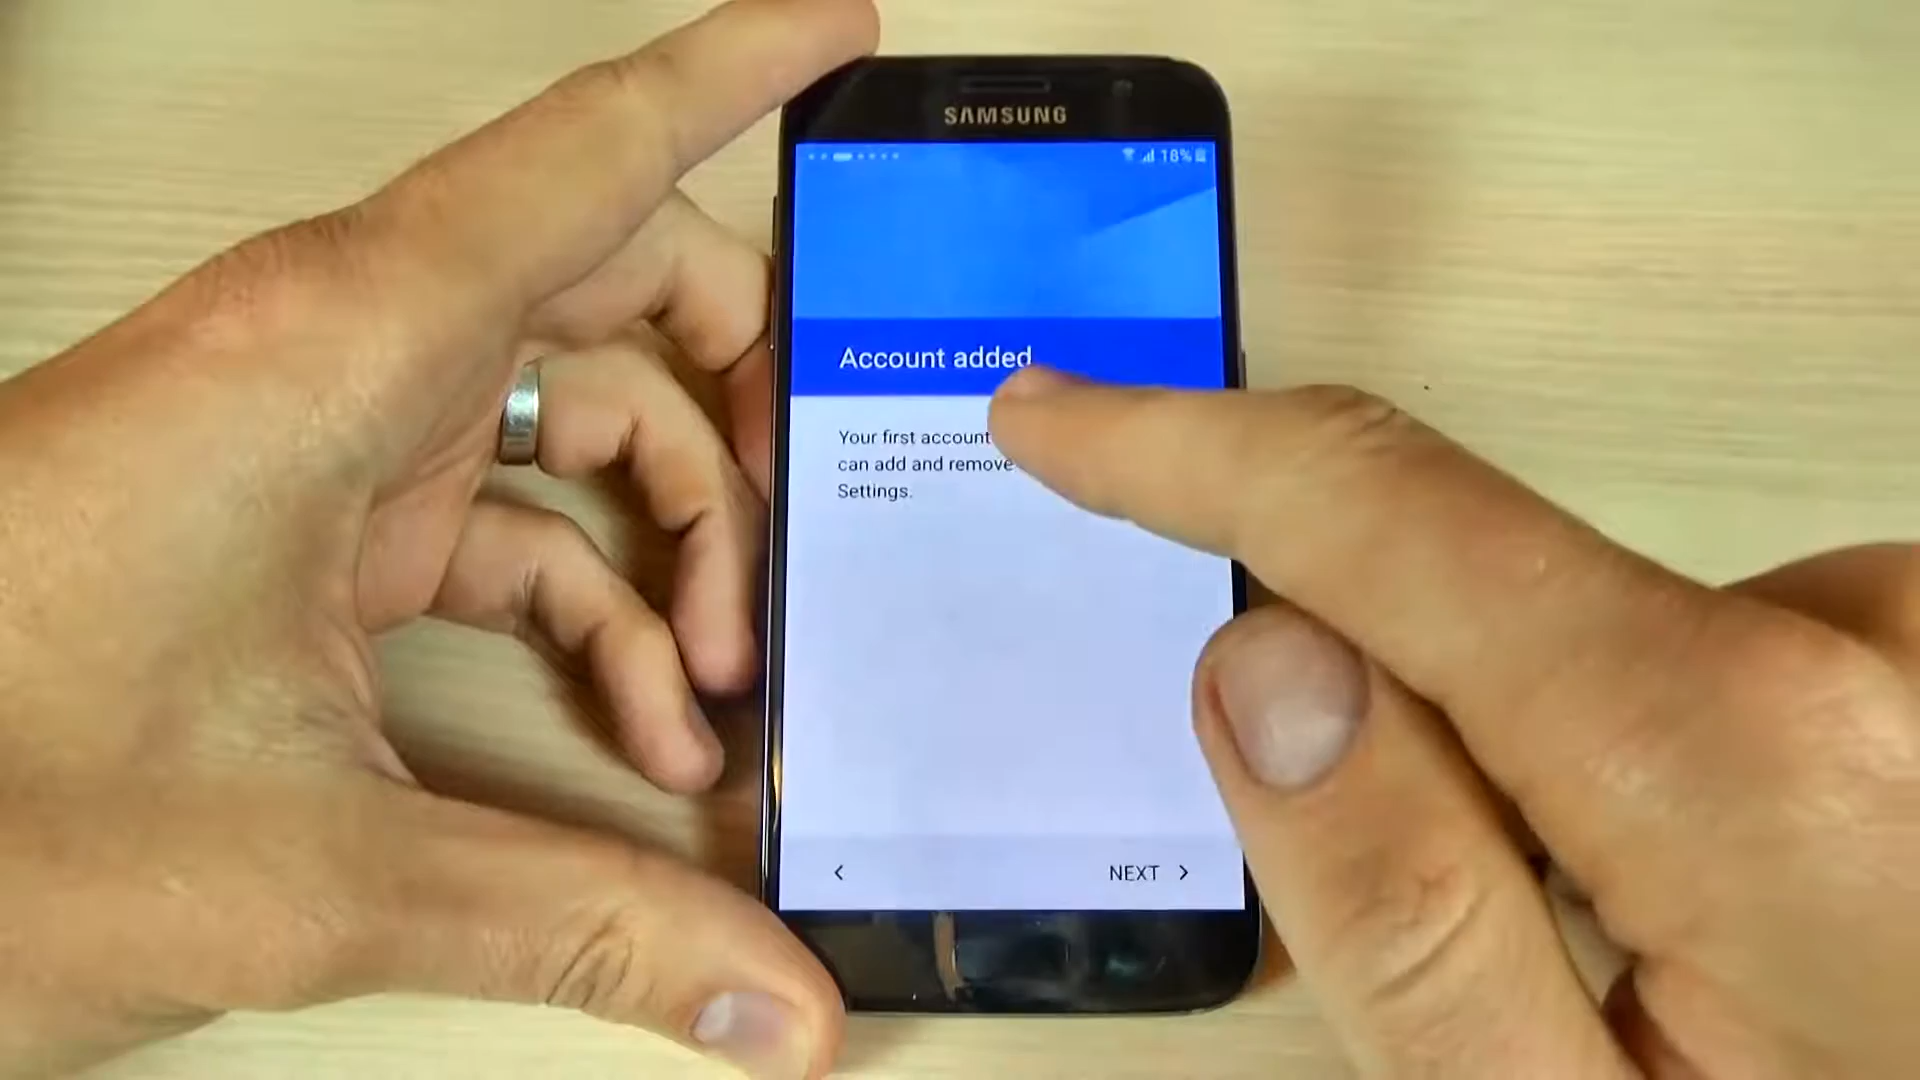 SAMSUNG
18%
Account added
Your first account
can add and remove
Settings.
NEXT